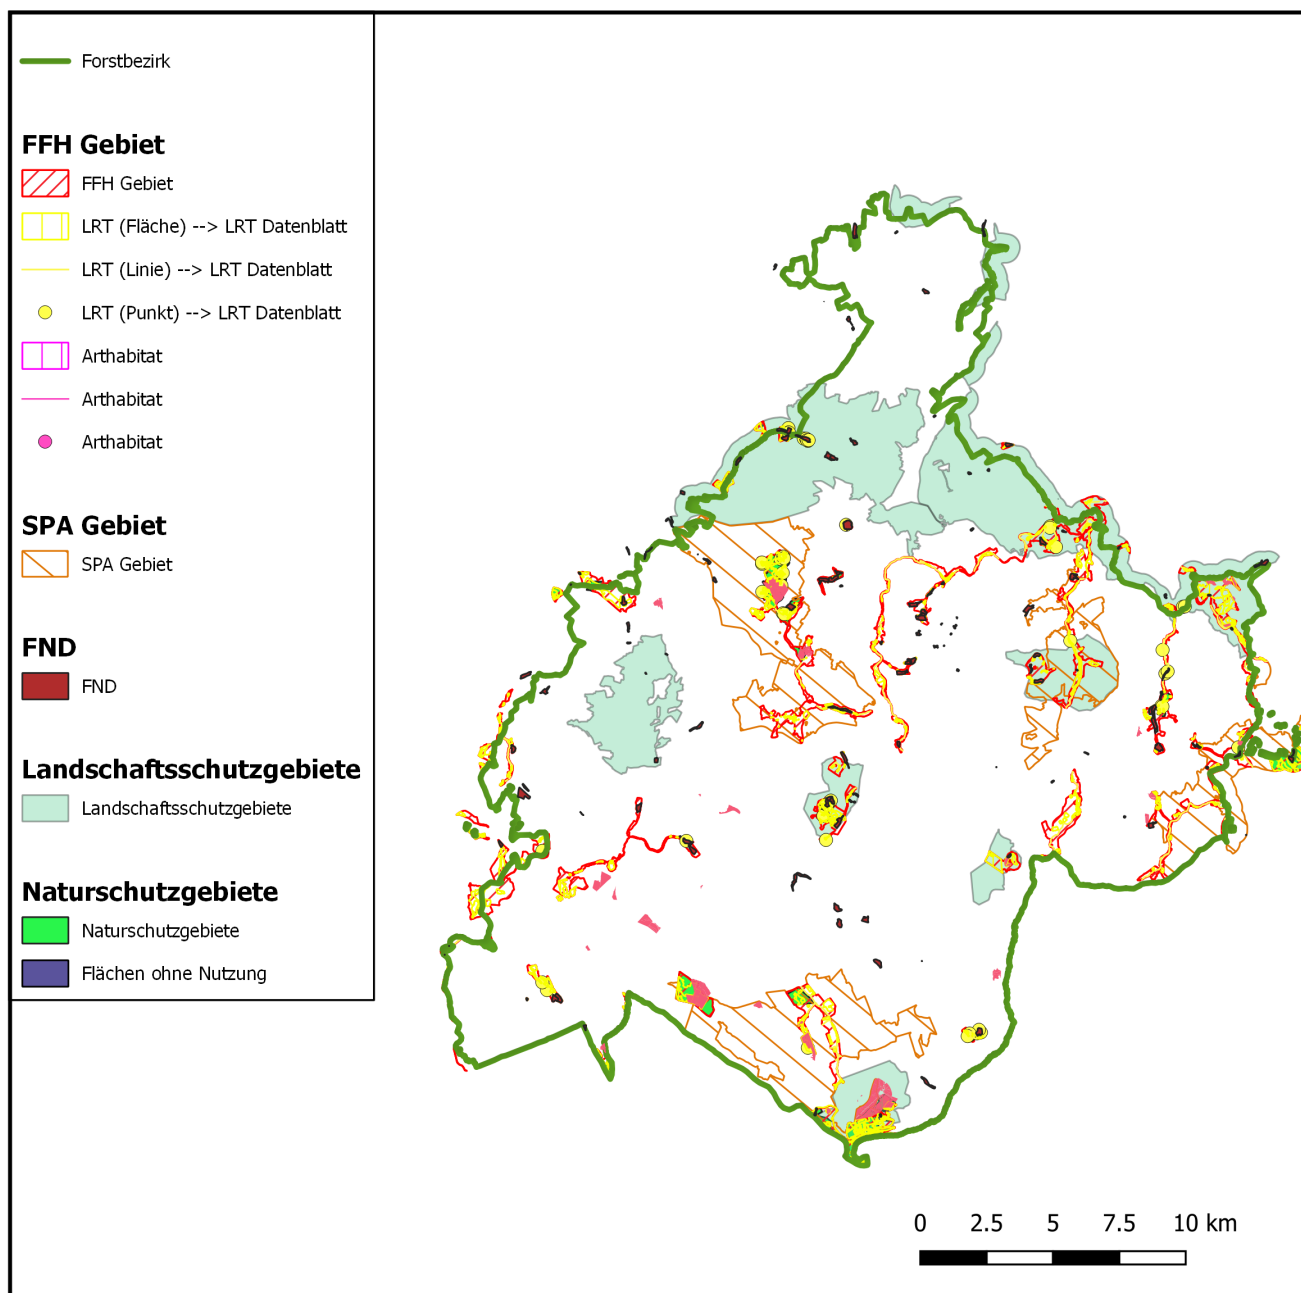 Forstbezirk
FFH Gebiet
FFH Gebiet
LRT (Fläche) --> LRT Datenblatt
LRT (Linie) --> LRT Datenblatt
LRT (Punkt) --> LRT Datenblatt
Arthabitat
Arthabitat
Arthabitat
SPA Gebiet
SPA Gebiet
FND
FND
Landschaftsschutzgebiete
Landschaftsschutzgebiete
Naturschutzgebiete
Naturschutzgebiete
Flächen ohne Nutzung
0 2.5 5 7.5 10 km